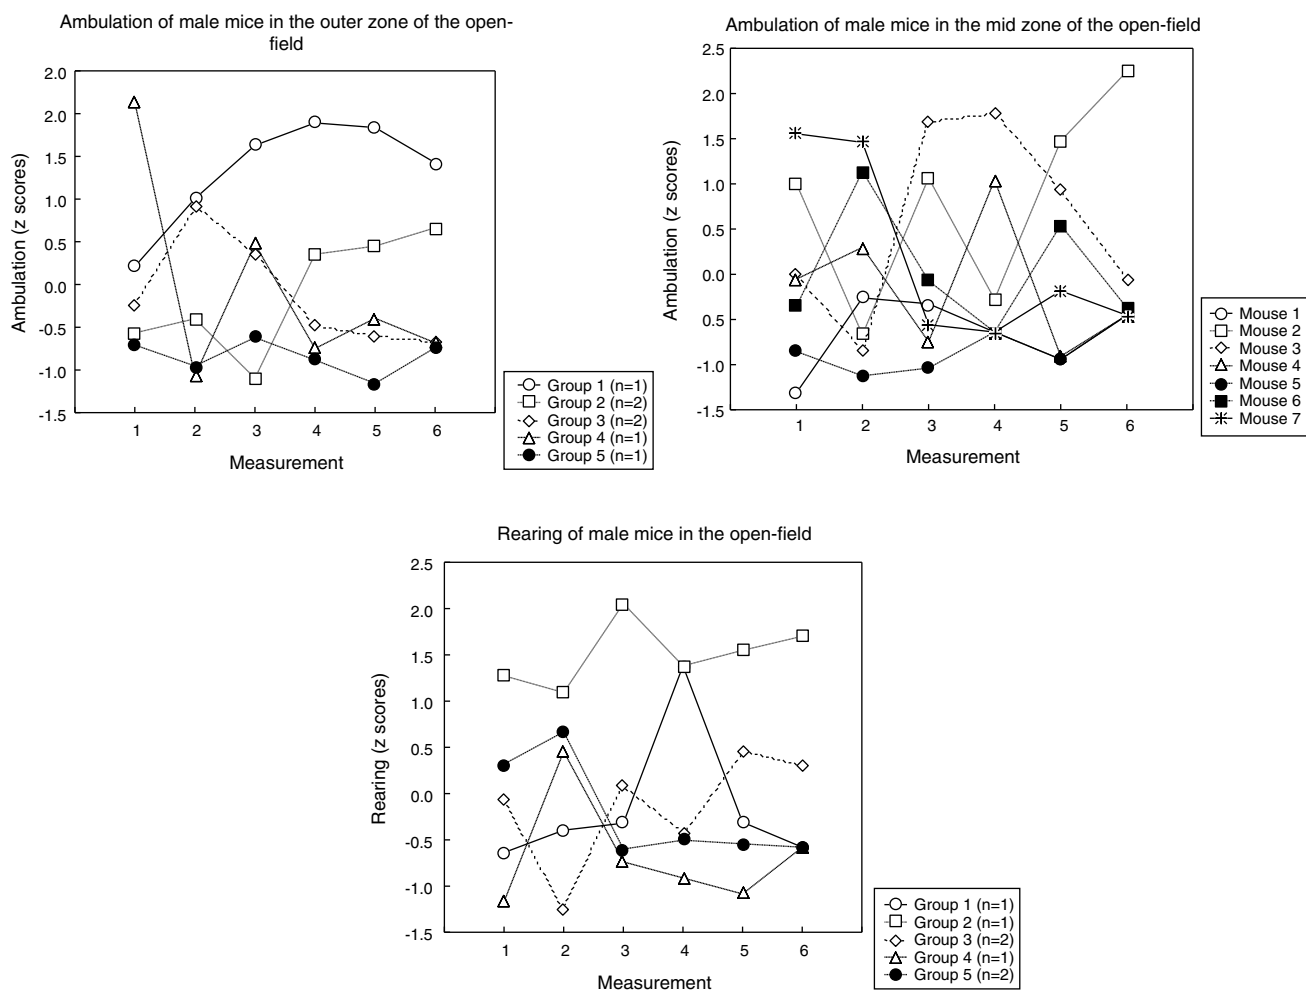 Ambulation of male mice in the outer zone of the open-
field
2.0
2.0
1.5
1.0
0.5
0.0
-0.5
-1.0
-1.5
Ambulation (z scores)
1 2 3 4 5 6
Measurement
Group 1 (n=1)
Group 2 (n=2)
Group 3 (n=2)
Group 4 (n=1)
Group 5 (n=1)
Ambulation of male mice in the mid zone of the open-field
2.5
2.0
1.5
1.0
0.5
0.0
0.5
-1.0
-1.5
Ambulation (z scores)
1 2 3 4 5 6
Measurement
Mouse 1
Mouse 2
Mouse 3
Mouse 4
Mouse 5
Mouse 6
Mouse 7
Rearing of male mice in the open-field
2.5
2.0
1.5
1.0
0.5
0.0
-0.5
-1.0
-1.5
Rearing (z scores)
1 2 3 4 5 6
Measurement
Group 1 (n=1)
Group 2 (n=1)
Group 3 (n=2)
Group 4 (n=1)
Group 5 (n=2)